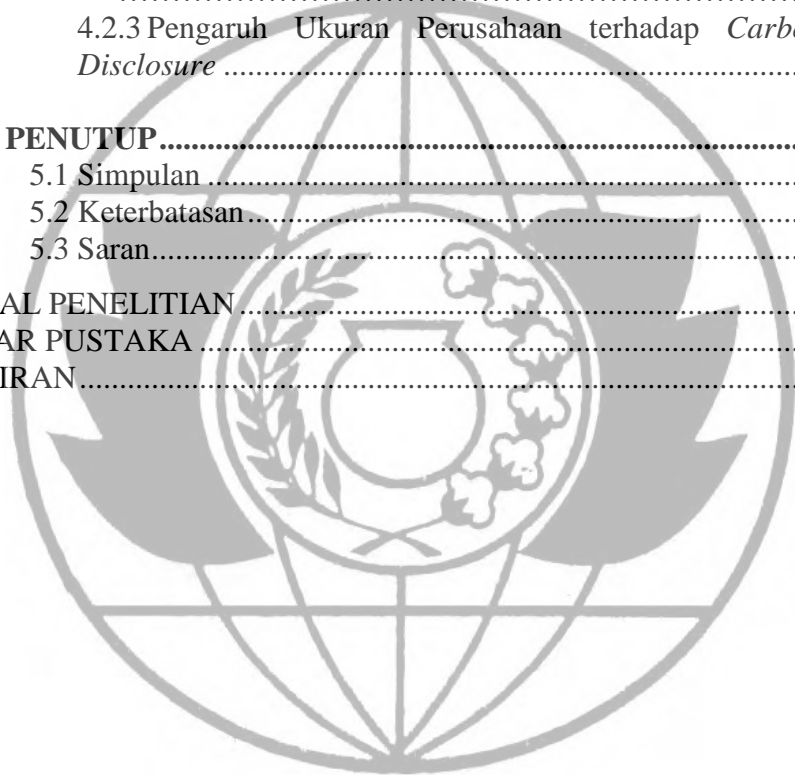 ................................................................................
4.2.3 Pengaruh Ukuran Perusahaan terhadap Carb
Disclosure ................................................................
PENUTUP.......................................................................
5.1 Simpulan ................................................................
5.2 Keterbatasan...........................................................
5.3 Saran......................................................................
AL PENELITIAN............................................................
AR PUSTAKA ................................................................
IRAN...............................................................................